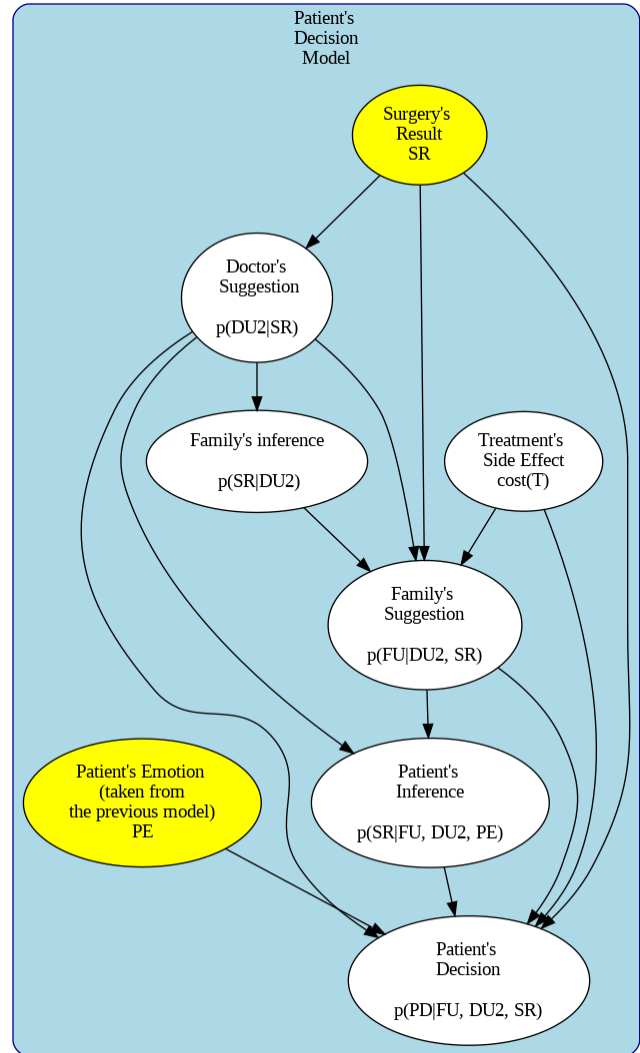 Patient's
Decision
Model
Surgery's
Result
SR
Doctor's
Suggestion
p(DU2|SR)
Family's inference
p(SR|DU2)
Treatment's
Side Effect
cost(T)
Family's
Suggestion
p(FU|DU2, SR)
Patient's Emotion
(taken from
the previous model)
PE
Patient's
Inference
p(SR|FU, DU2, PE)
Patient's
Decision
p(PD|FU, DU2, SR)